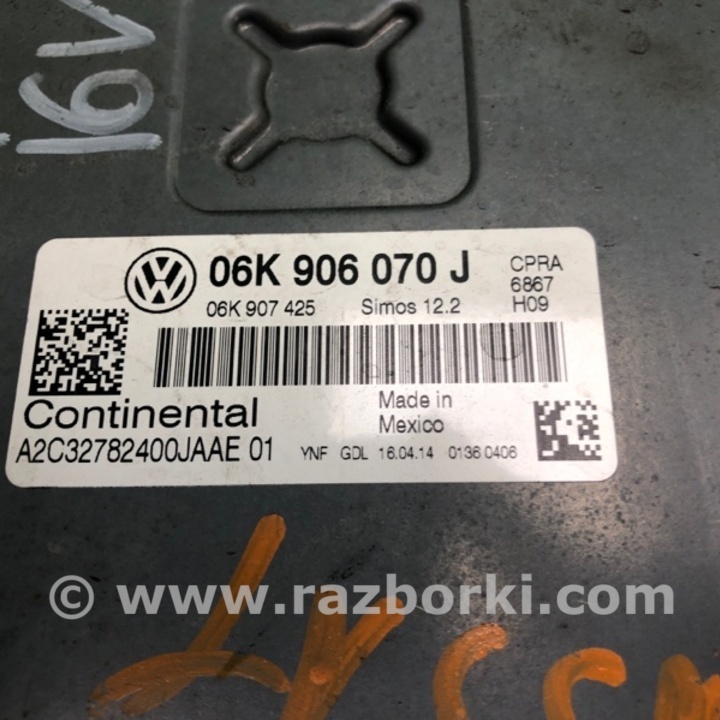 16V
06K 906 070 J
CPRA
6867
H09
06K 907 425 Simos 12.2
Continental
Made in
Mexico
A2C32782400JAAE 01
YNF GDL 16.04.14 0136 0406
© www.razborki.com